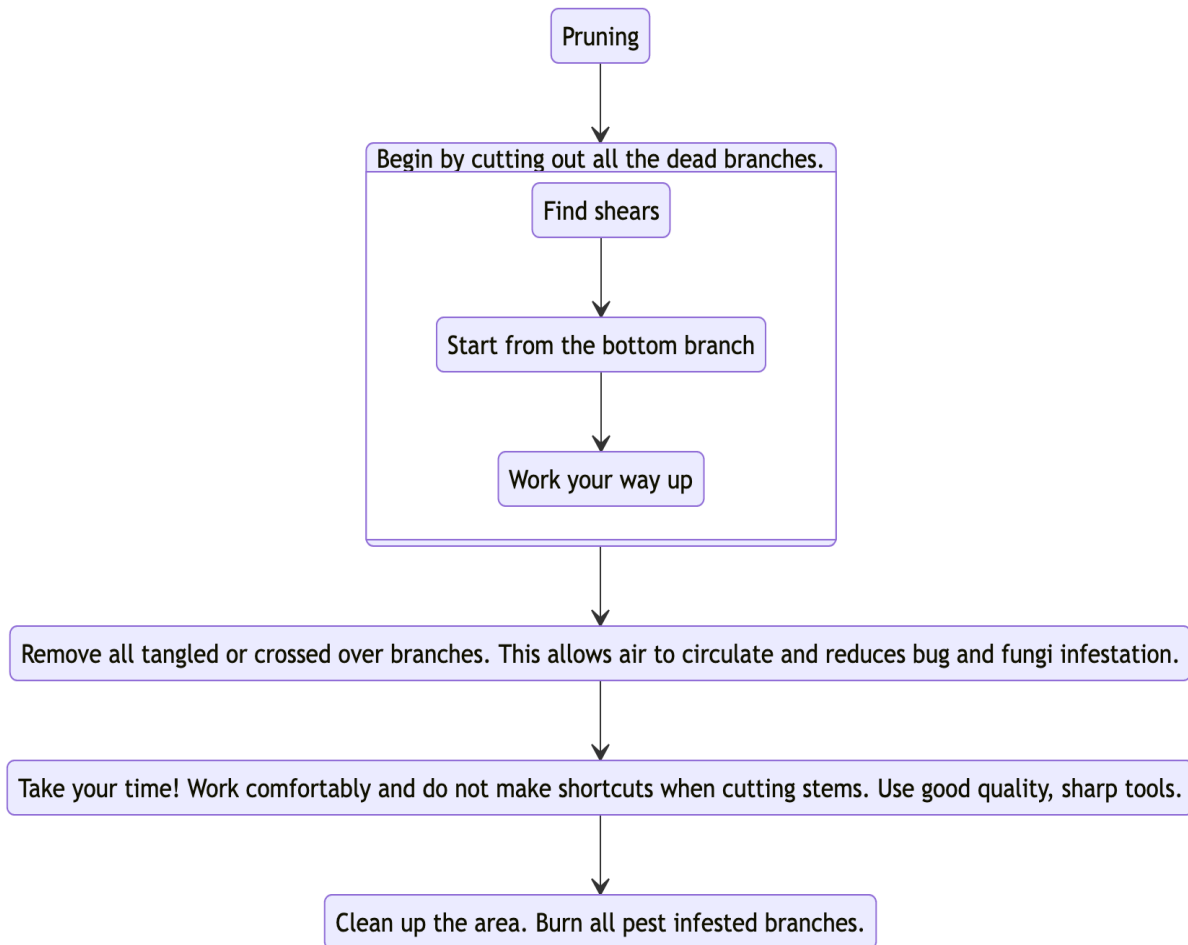 Pruning
Begin by cutting out all the dead branches.
Find shears
Start from the bottom branch
Work your way up
Remove all tangled or crossed over branches. This allows air to circulate and reduces bug and fungi infestation.
Take your time! Work comfortably and do not make shortcuts when cutting stems. Use good quality, sharp tools.
Clean up the area. Burn all pest infested branches.